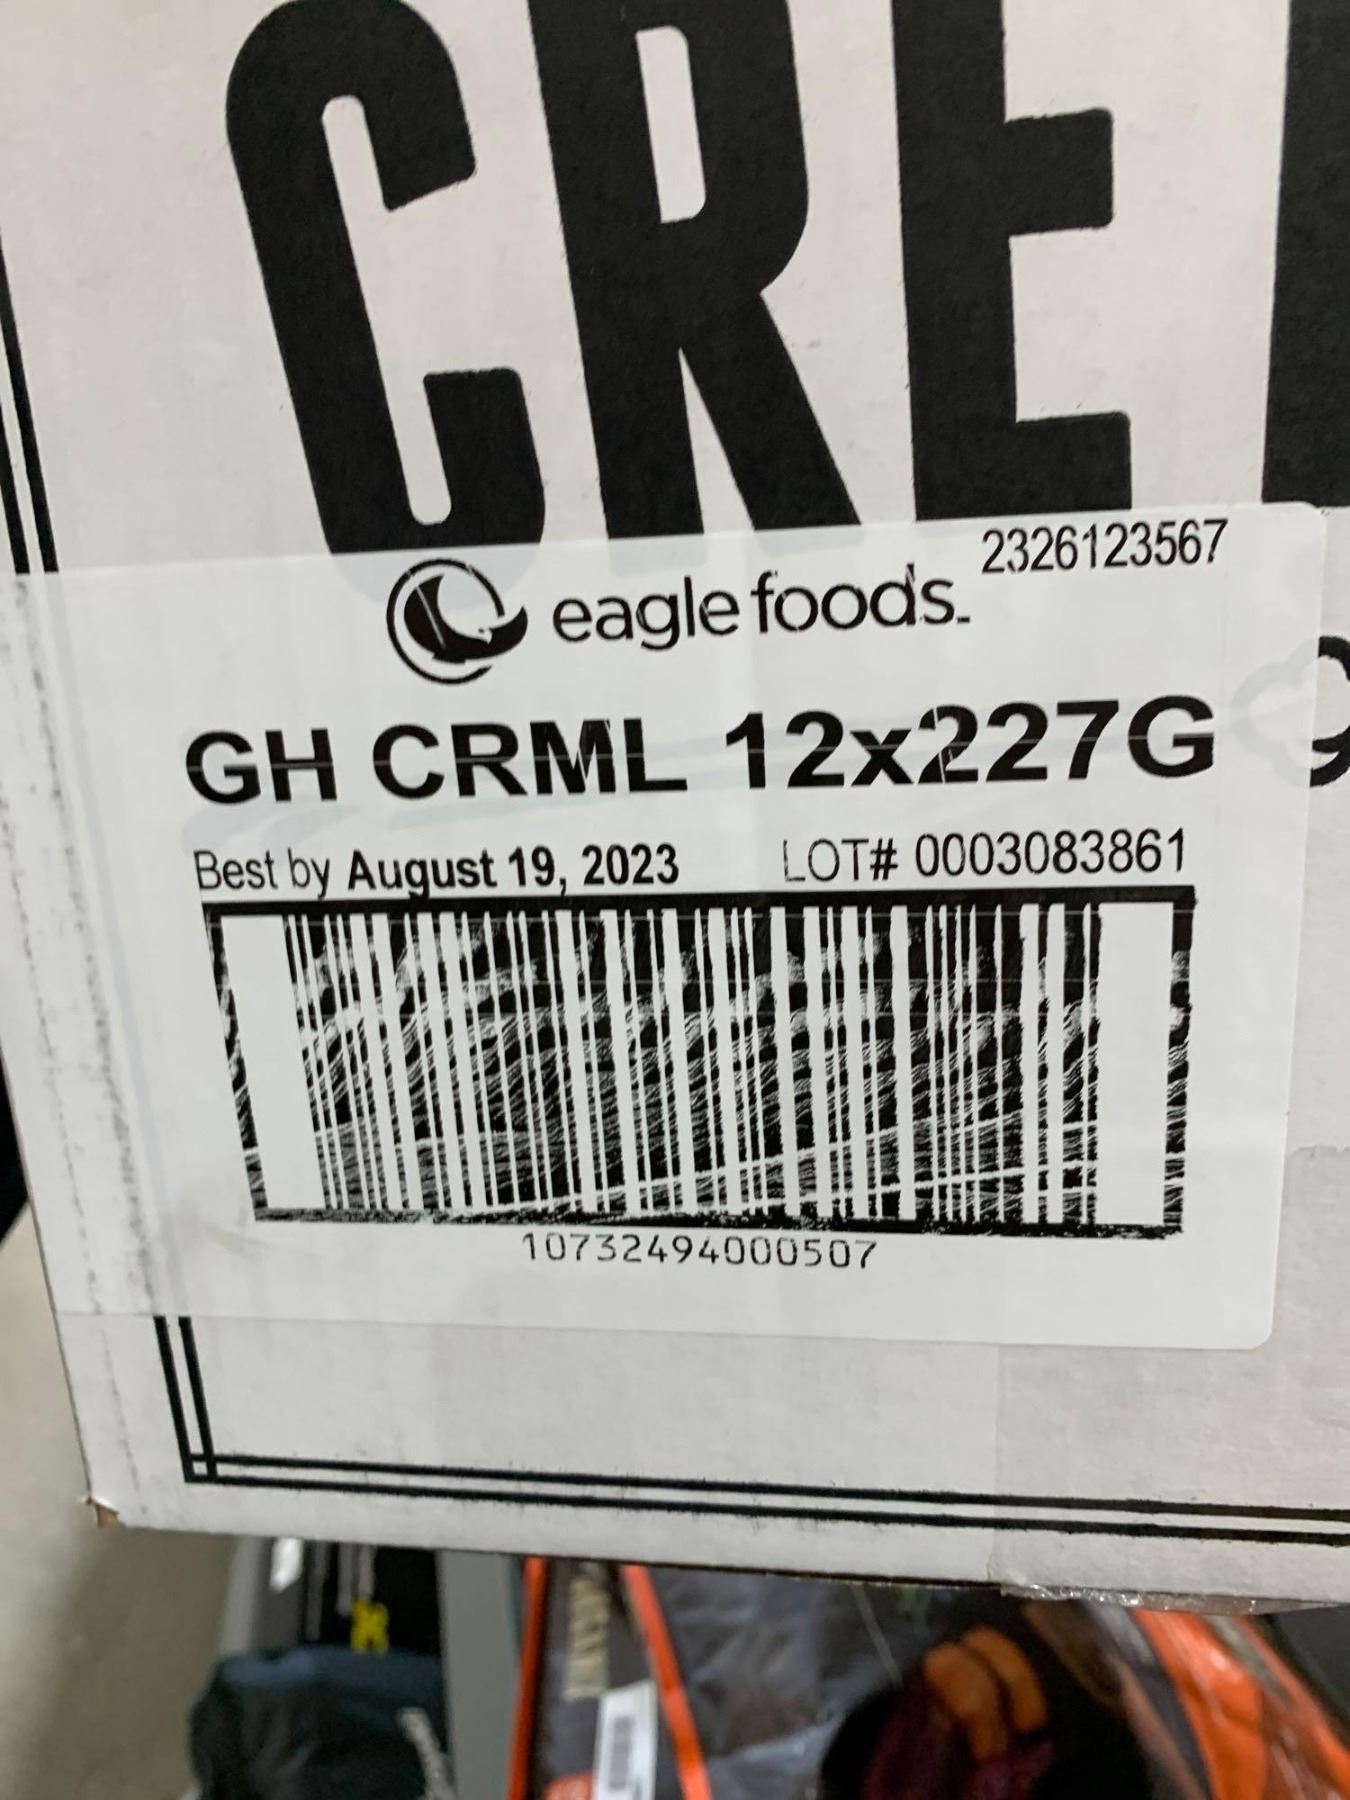 CRE
2326123567
eagle foods.
GH CRML 12x227G
Best by August 19, 2023 LOT# 0003083861
10732494000507